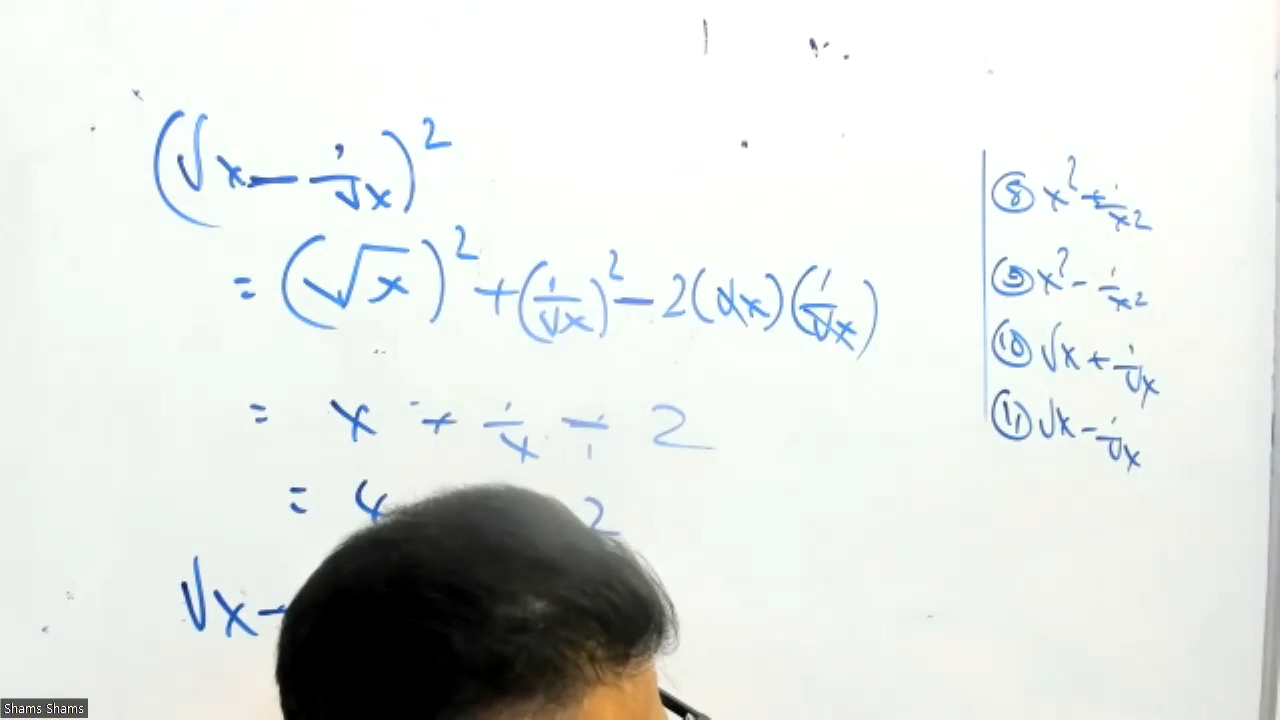 (√x - 1/√x)²
= (√x)² + (1/√x)² - 2(√x)(1/√x)
= x + 1/x - 2
= 2
√x -
⑧ x² + 1/x²
⑨ x² - 1/x²
⑩ √x + 1/√x
⑪ √x - 1/√x
Shams Shams